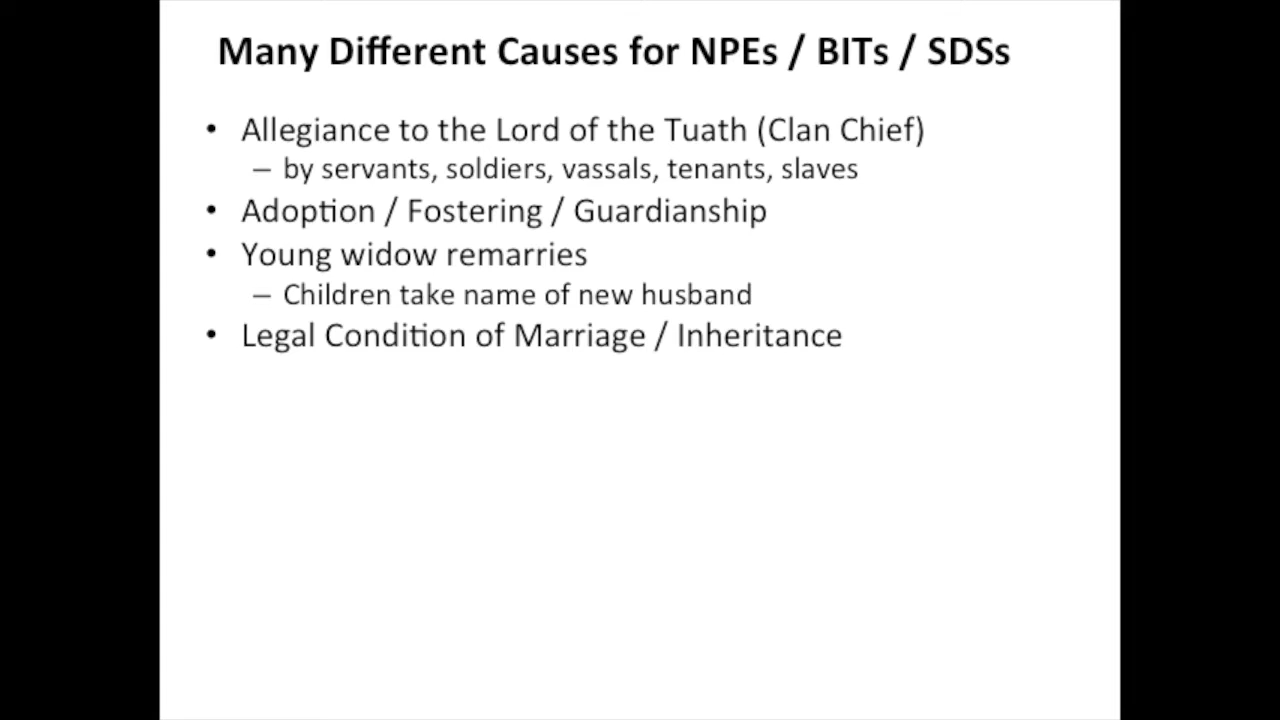 Many Different Causes for NPEs / BITs / SDSs
• Allegiance to the Lord of the Tuath (Clan Chief)
– by servants, soldiers, vassals, tenants, slaves
• Adoption / Fostering / Guardianship
• Young widow remarries
– Children take name of new husband
• Legal Condition of Marriage / Inheritance